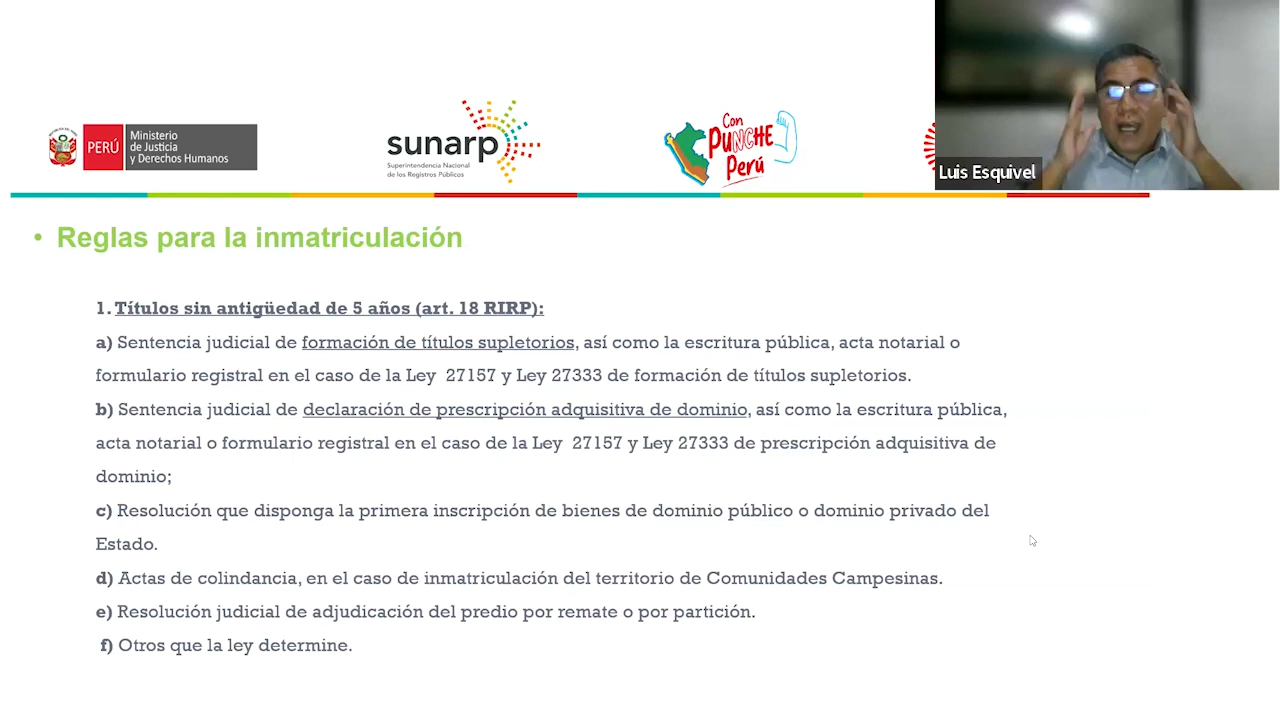 PERÚ
Ministerio
de Justicia
y Derechos Humanos
sunarp
Superintendencia Nacional
de los Registros Públicos
Con
PUNCHE
Perú
Luis Esquivel
• Reglas para la inmatriculación
1. Títulos sin antigüedad de 5 años (art. 18 RIRP):
a) Sentencia judicial de formación de títulos supletorios, así como la escritura pública, acta notarial o
formulario registral en el caso de la Ley 27157 y Ley 27333 de formación de títulos supletorios.
b) Sentencia judicial de declaración de prescripción adquisitiva de dominio, así como la escritura pública,
acta notarial o formulario registral en el caso de la Ley 27157 y Ley 27333 de prescripción adquisitiva de
dominio;
c) Resolución que disponga la primera inscripción de bienes de dominio público o dominio privado del
Estado.
d) Actas de colindancia, en el caso de inmatriculación del territorio de Comunidades Campesinas.
e) Resolución judicial de adjudicación del predio por remate o por partición.
f) Otros que la ley determine.